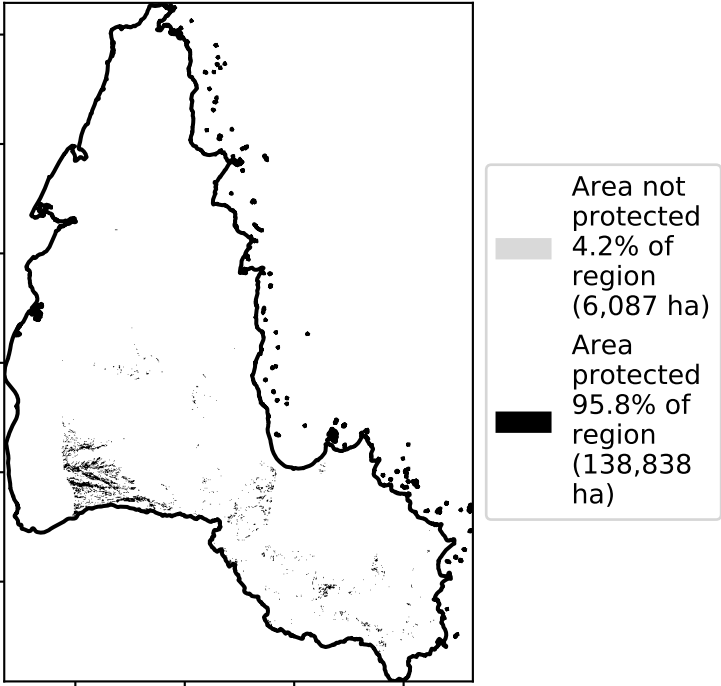 Area not
protected
4.2% of
region
(6,087 ha)
Area
protected
95.8% of
region
(138,838
ha)